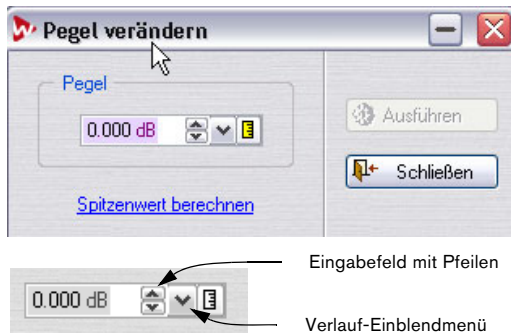 Pegel verändern
Pegel
0.000 dB
Ausführen
Schließen
Spitzenwert berechnen
Eingabefeld mit Pfeilen
0.000 dB
Verlauf-Einblendmenü